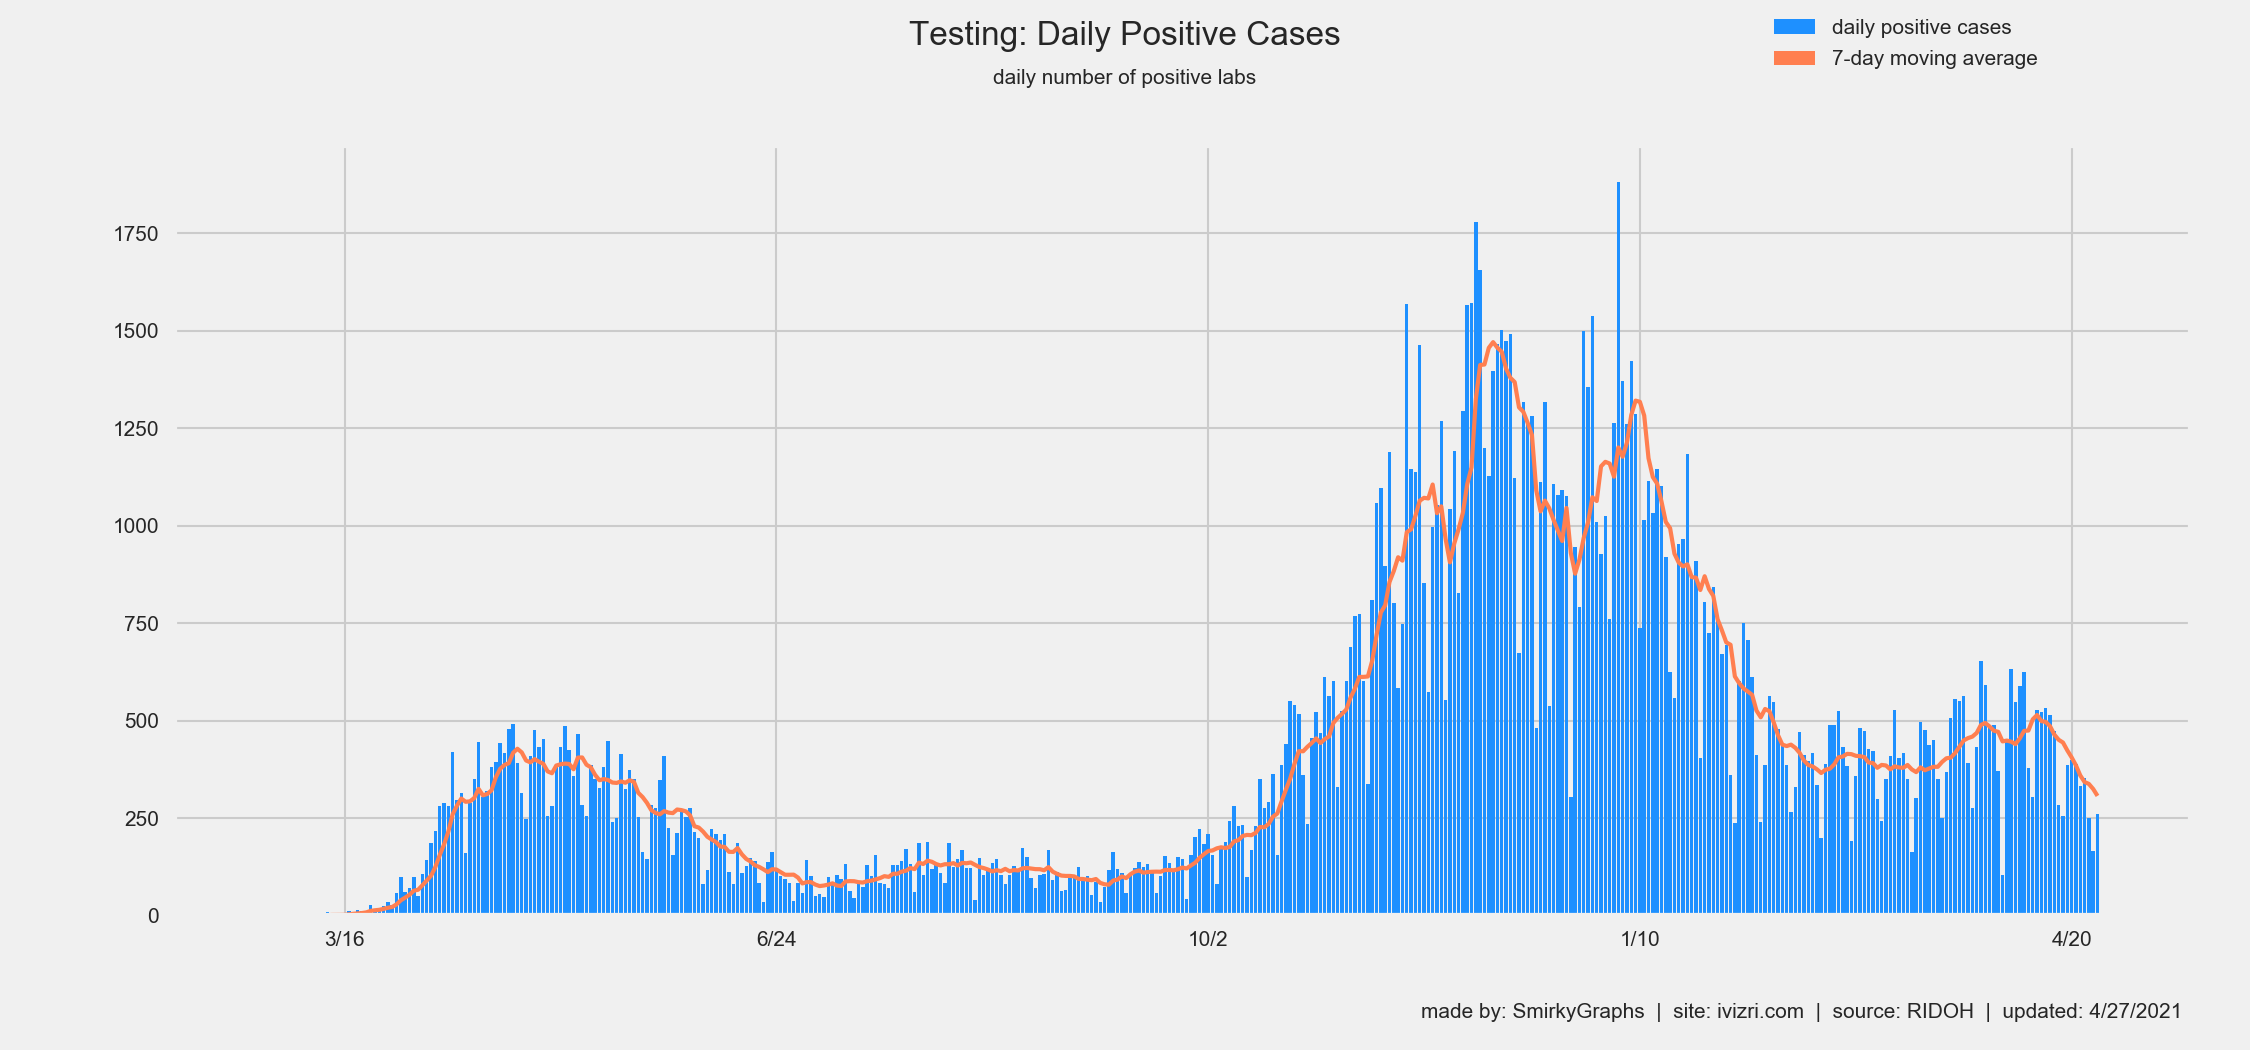 Testing: Daily Positive Cases
daily number of positive labs
daily positive cases
7-day moving average
1750
1500
1250
1000
750
500
250
0
3/16 6/24 10/2 1/10 4/20
made by: SmirkyGraphs | site: ivizri.com | source: RIDOH | updated: 4/27/2021